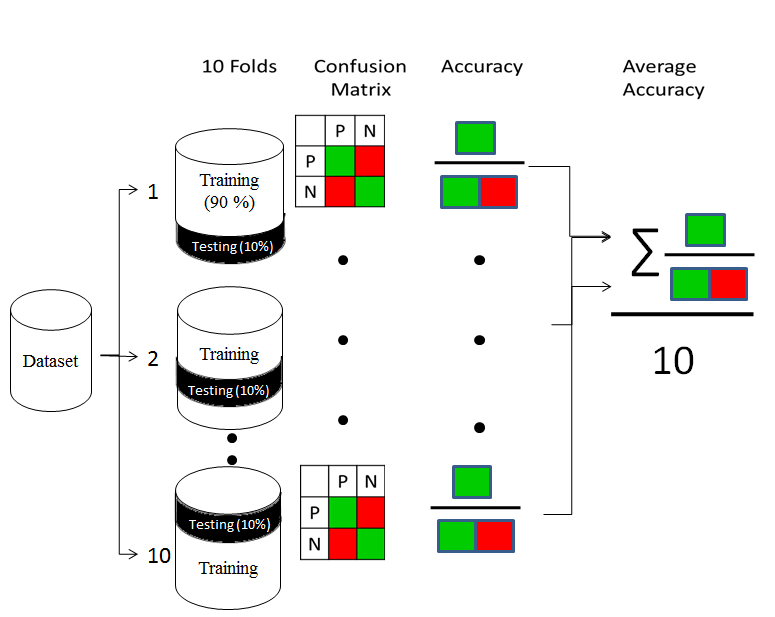 10 Folds
Confusion
Matrix
Accuracy
Average
Accuracy
P N
P
N
1
Training
(90 %)
Testing (10%)
Dataset
2
Training
Testing (10%)
∑
10
P N
P
N
10
Testing (10%)
Training